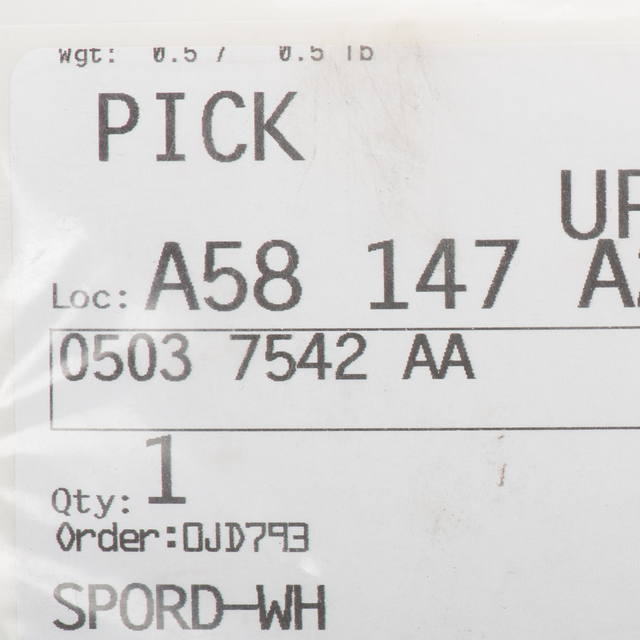 Wgt: 0.5 / 0.5 lb
PICK
UP
Loc: A58 147
0503 7542 AA
Qty: 1
Order:OJD793
SPORD-WH